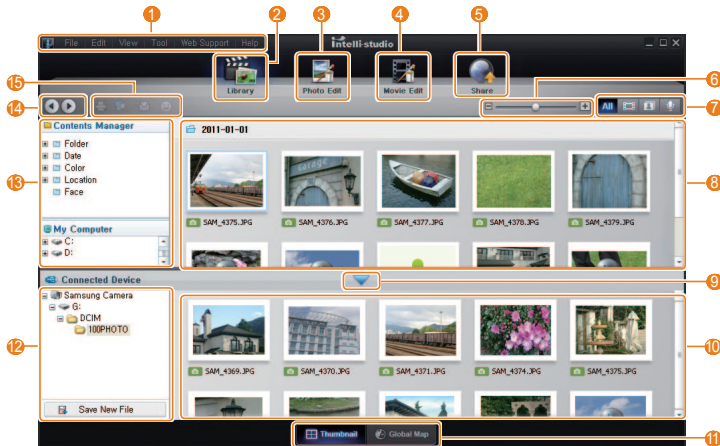 1
2
3
4
5
File Edit View Tool Web Support Help
intelli-studio
Library
Photo Edit
Movie Edit
Share
6
15
14
All
7
Contents Manager
Folder
Date
Color
Location
Face
13
2011-01-01
SAM_4375.JPG
SAM_4376.JPG
SAM_4377.JPG
SAM_4378.JPG
SAM_4379.JPG
8
My Computer
C:
D:
Connected Device
9
Samsung Camera
G:
DCIM
100PHOTO
12
SAM_4369.JPG
SAM_4370.JPG
SAM_4371.JPG
SAM_4374.JPG
SAM_4375.JPG
10
Save New File
Thumbnail
Global Map
11